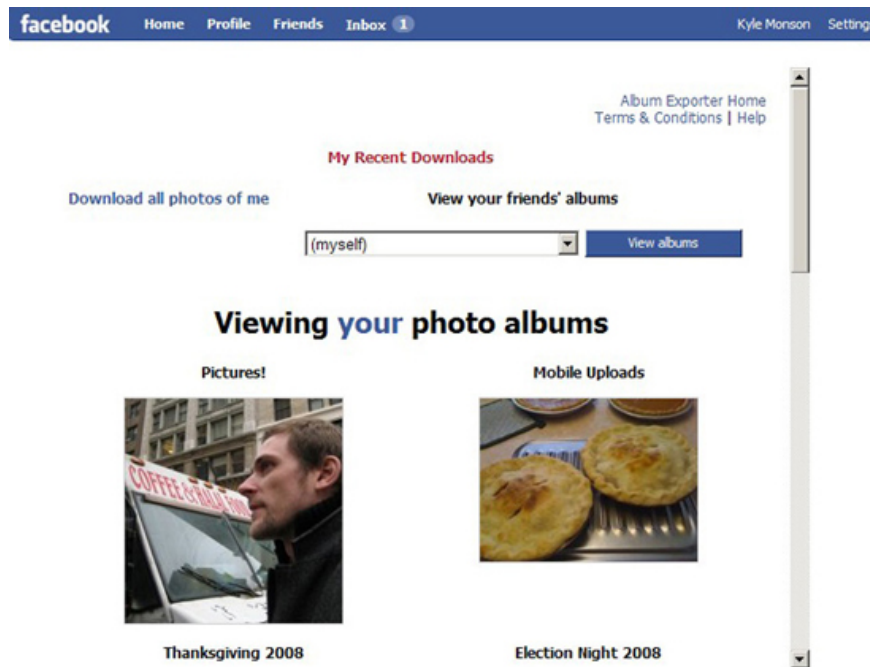 facebook Home Profile Friends Inbox 1 Kyle Monson Setting
Album Exporter Home
Terms & Conditions | Help
My Recent Downloads
Download all photos of me View your friends' albums
(myself) View albums
Viewing your photo albums
Pictures! Mobile Uploads
COFFEE & HALAL FOOD
Thanksgiving 2008 Election Night 2008